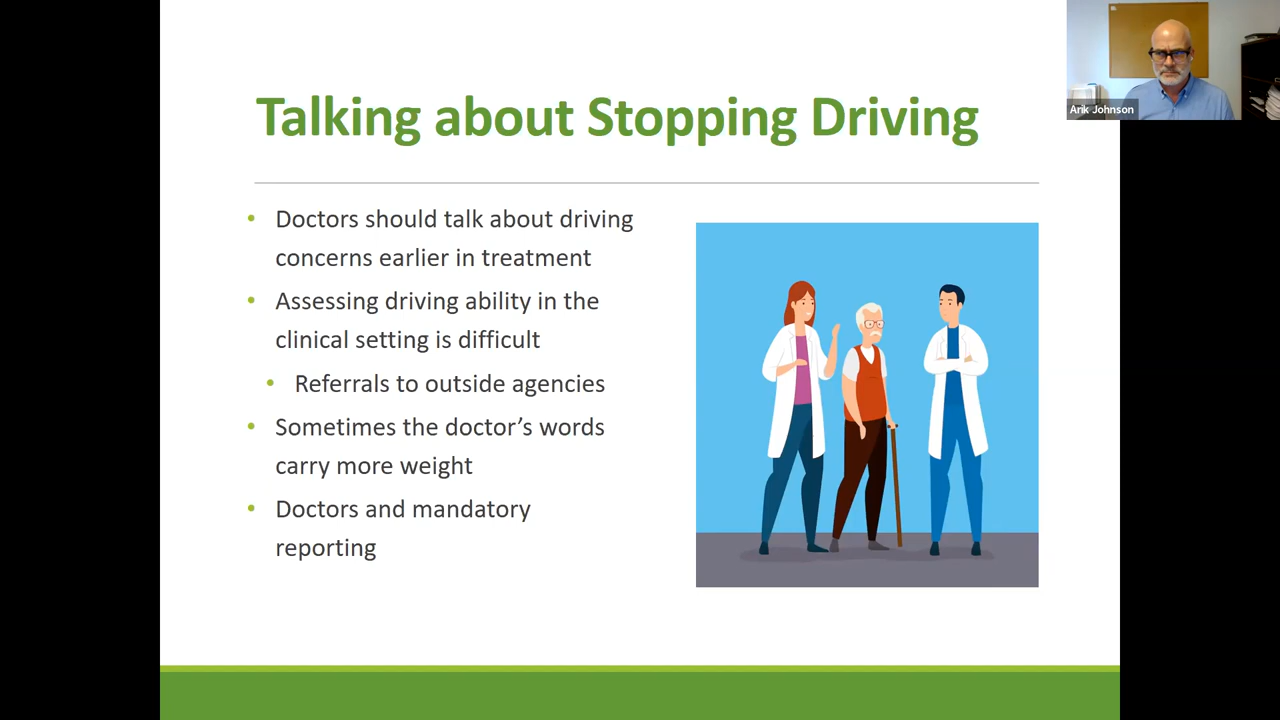 Talking about Stopping Driving
Arik Johnson
• Doctors should talk about driving
concerns earlier in treatment
• Assessing driving ability in the
clinical setting is difficult
• Referrals to outside agencies
• Sometimes the doctor’s words
carry more weight
• Doctors and mandatory
reporting